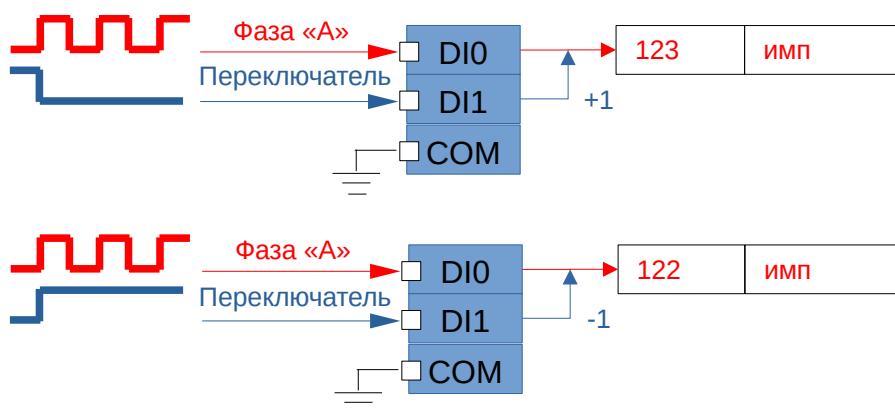 Фаза «А» DI0 123 имп
Переключатель DI1 +1
COM
Фаза «А» DI0 122 имп
Переключатель DI1 -1
COM